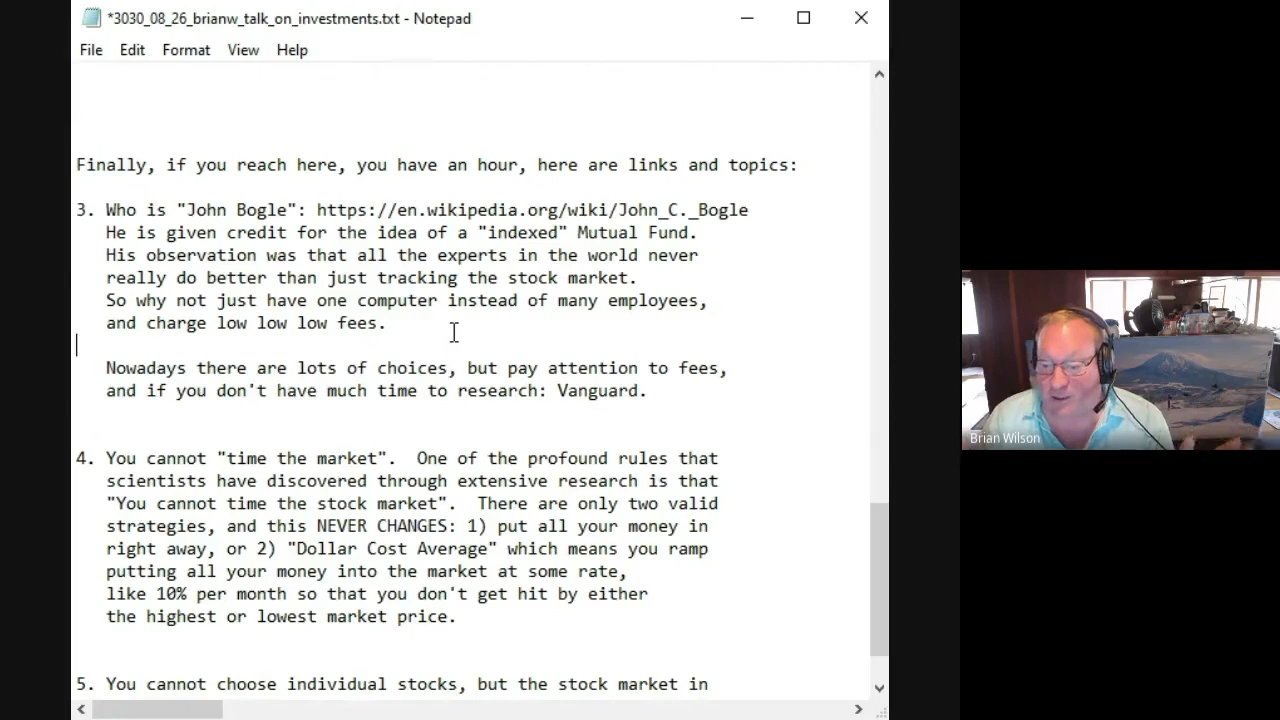 *3030_08_26_brianw_talk_on_investments.txt - Notepad
File Edit Format View Help
Finally, if you reach here, you have an hour, here are links and topics:
3. Who is "John Bogle": https://en.wikipedia.org/wiki/John_C._Bogle
He is given credit for the idea of a "indexed" Mutual Fund.
His observation was that all the experts in the world never
really do better than just tracking the stock market.
So why not just have one computer instead of many employees,
and charge low low low fees.
Nowadays there are lots of choices, but pay attention to fees,
and if you don't have much time to research: Vanguard.
4. You cannot "time the market".  One of the profound rules that
scientists have discovered through extensive research is that
"You cannot time the stock market".  There are only two valid
strategies, and this NEVER CHANGES: 1) put all your money in
right away, or 2) "Dollar Cost Average" which means you ramp
putting all your money into the market at some rate,
like 10% per month so that you don't get hit by either
the highest or lowest market price.
5. You cannot choose individual stocks, but the stock market in
Brian Wilson